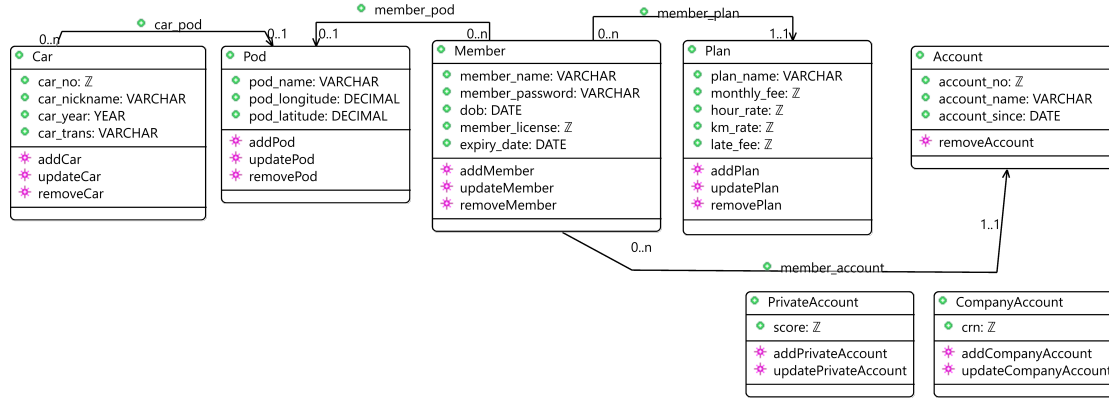 car_pod
0..n
0..1
member_pod
0..1
0..n
member_plan
0..n
1..1
Car
car_no: ℤ
car_nickname: VARCHAR
car_year: YEAR
car_trans: VARCHAR
addCar
updateCar
removeCar
Pod
pod_name: VARCHAR
pod_longitude: DECIMAL
pod_latitude: DECIMAL
addPod
updatePod
removePod
Member
member_name: VARCHAR
member_password: VARCHAR
dob: DATE
member_license: ℤ
expiry_date: DATE
addMember
updateMember
removeMember
Plan
plan_name: VARCHAR
monthly_fee: ℤ
hour_rate: ℤ
km_rate: ℤ
late_fee: ℤ
addPlan
updatePlan
removePlan
Account
account_no: ℤ
account_name: VARCHAR
account_since: DATE
removeAccount
0..n
1..1
member_account
PrivateAccount
score: ℤ
addPrivateAccount
updatePrivateAccount
CompanyAccount
crn: ℤ
addCompanyAccount
updateCompanyAccount